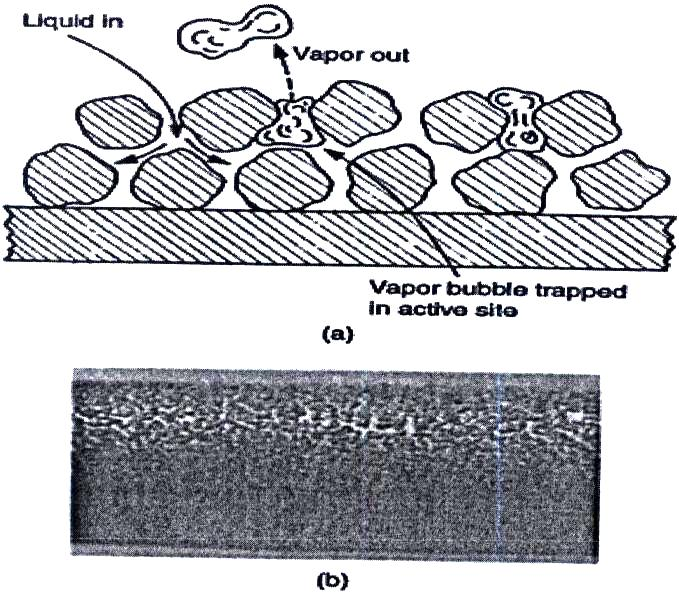 Liquid in
Vapor out
Vapor bubble trapped
in active site
(a)
(b)